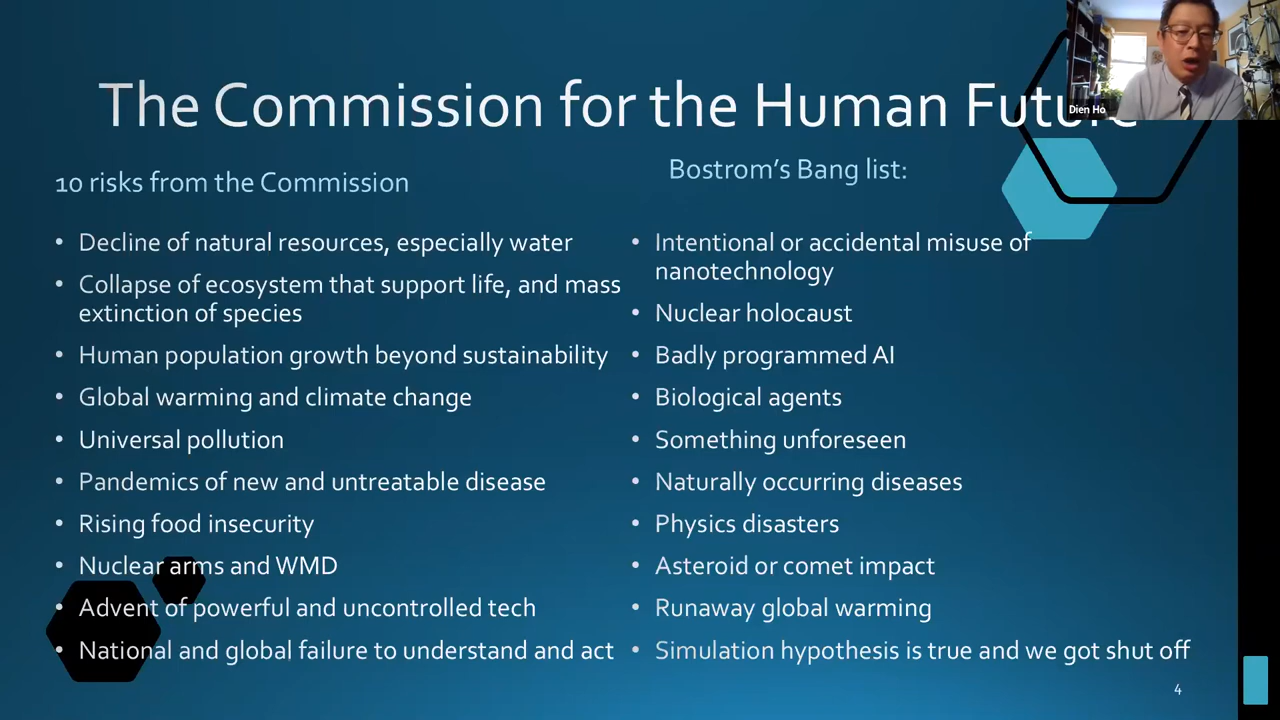 The Commission for the Human Future
Dien Ho
10 risks from the Commission
• Decline of natural resources, especially water
• Collapse of ecosystem that support life, and mass
extinction of species
• Human population growth beyond sustainability
• Global warming and climate change
• Universal pollution
• Pandemics of new and untreatable disease
• Rising food insecurity
• Nuclear arms and WMD
• Advent of powerful and uncontrolled tech
• National and global failure to understand and act
Bostrom’s Bang list:
• Intentional or accidental misuse of
nanotechnology
• Nuclear holocaust
• Badly programmed AI
• Biological agents
• Something unforeseen
• Naturally occurring diseases
• Physics disasters
• Asteroid or comet impact
• Runaway global warming
• Simulation hypothesis is true and we got shut off
4